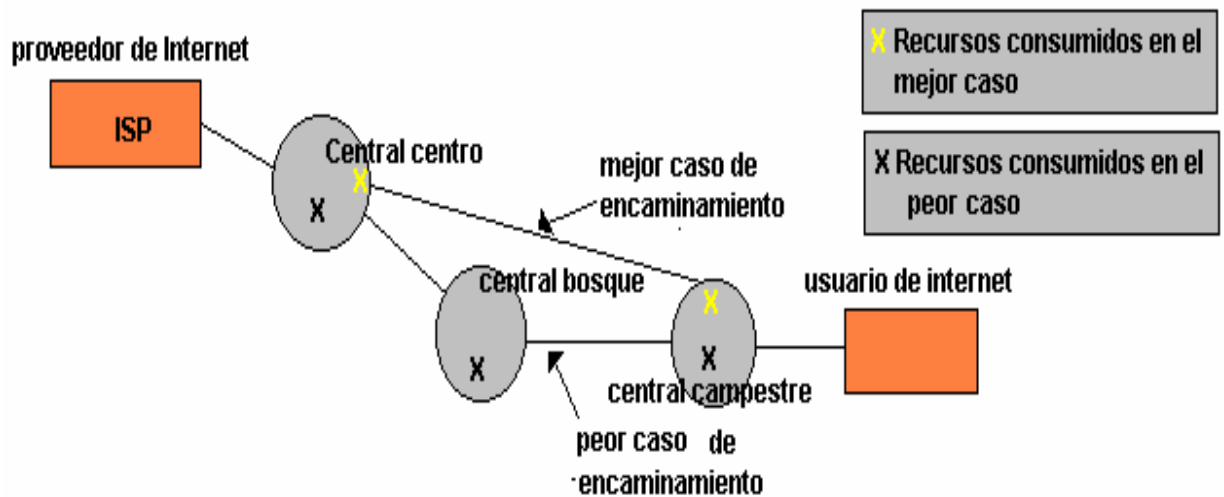 proveedor de Internet
ISP
Central centro
X
X
mejor caso de
encaminamiento
X Recursos consumidos en el
mejor caso
X Recursos consumidos en el
peor caso
central bosque
X
usuario de internet
X
X
central campestre
peor caso de
encaminamiento